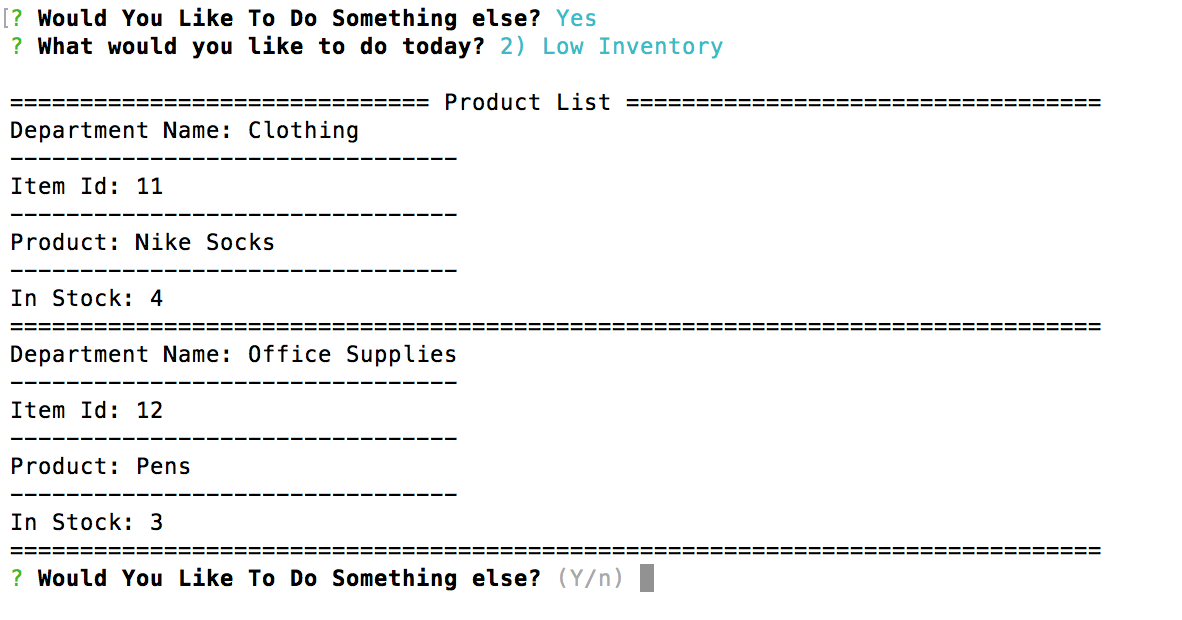 [? Would You Like To Do Something else? Yes
? What would you like to do today? 2) Low Inventory
============================== Product List ==================================
Department Name: Clothing
--------------------------------
Item Id: 11
--------------------------------
Product: Nike Socks
--------------------------------
In Stock: 4
==============================================================================
Department Name: Office Supplies
--------------------------------
Item Id: 12
--------------------------------
Product: Pens
--------------------------------
In Stock: 3
==============================================================================
? Would You Like To Do Something else? (Y/n)